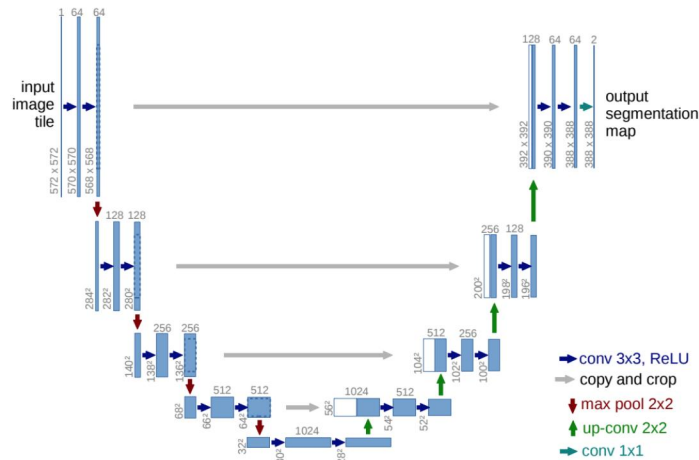 1 64 64
128 64 64 2
input
image
tile
output
segmentation
map
572 x 572
570 x 570
568 x 568
392 x 392
390 x 390
388 x 388
388 x 388
128 128
256 128
284²
282²
280²
200²
198²
196²
256 256
512 256
140²
138²
136²
104²
102²
100²
512 512
1024 512
68²
66²
64²
56²
54²
52²
1024
32²
conv 3x3, ReLU
copy and crop
max pool 2x2
up-conv 2x2
conv 1x1